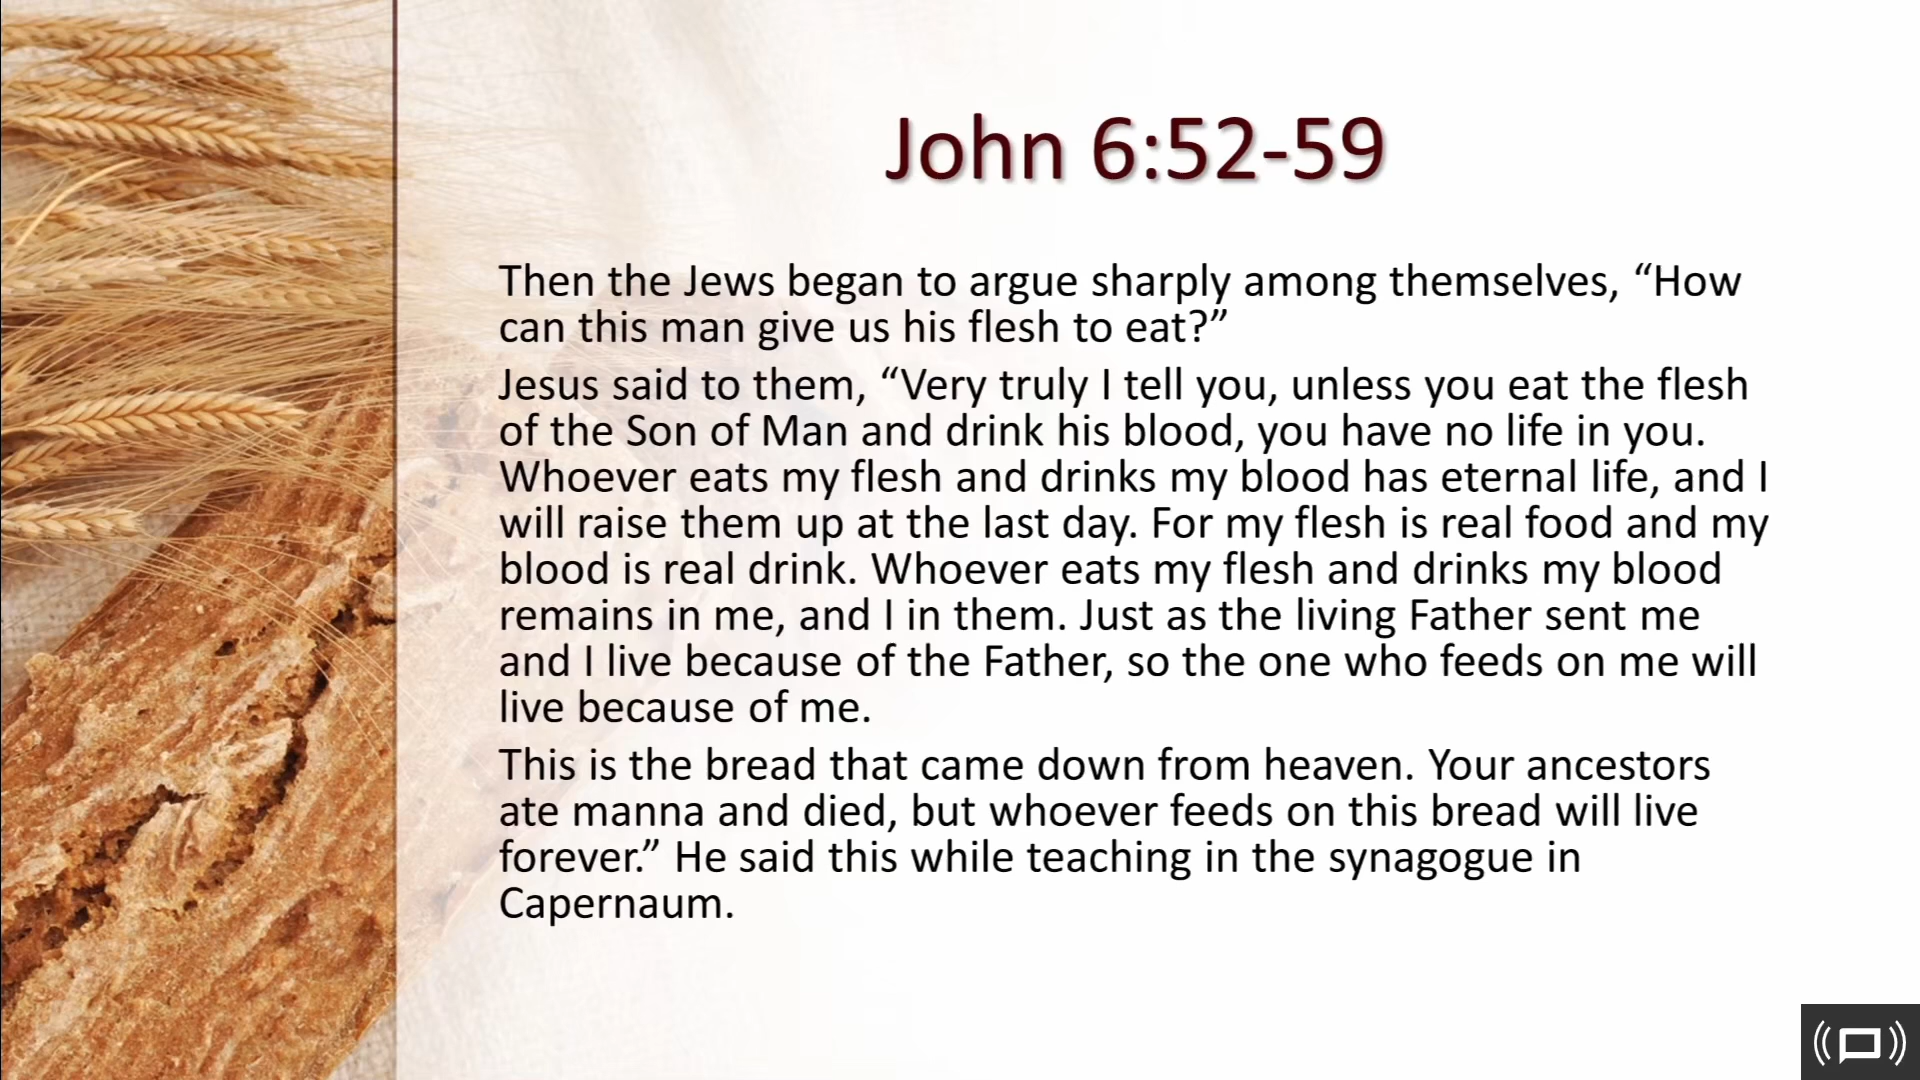 John 6:52-59
Then the Jews began to argue sharply among themselves, “How
can this man give us his flesh to eat?”
Jesus said to them, “Very truly I tell you, unless you eat the flesh
of the Son of Man and drink his blood, you have no life in you.
Whoever eats my flesh and drinks my blood has eternal life, and I
will raise them up at the last day. For my flesh is real food and my
blood is real drink. Whoever eats my flesh and drinks my blood
remains in me, and I in them. Just as the living Father sent me
and I live because of the Father, so the one who feeds on me will
live because of me.
This is the bread that came down from heaven. Your ancestors
ate manna and died, but whoever feeds on this bread will live
forever.” He said this while teaching in the synagogue in
Capernaum.